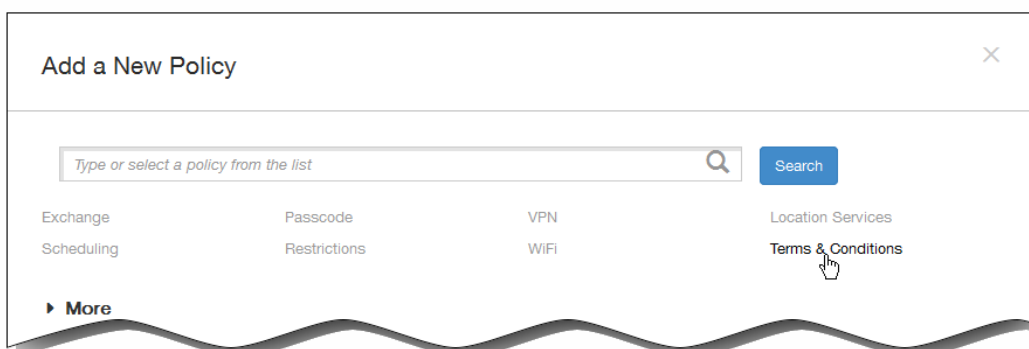 Add a New Policy
Type or select a policy from the list
Search
Exchange Passcode VPN Location Services
Scheduling Restrictions WiFi Terms & Conditions
More